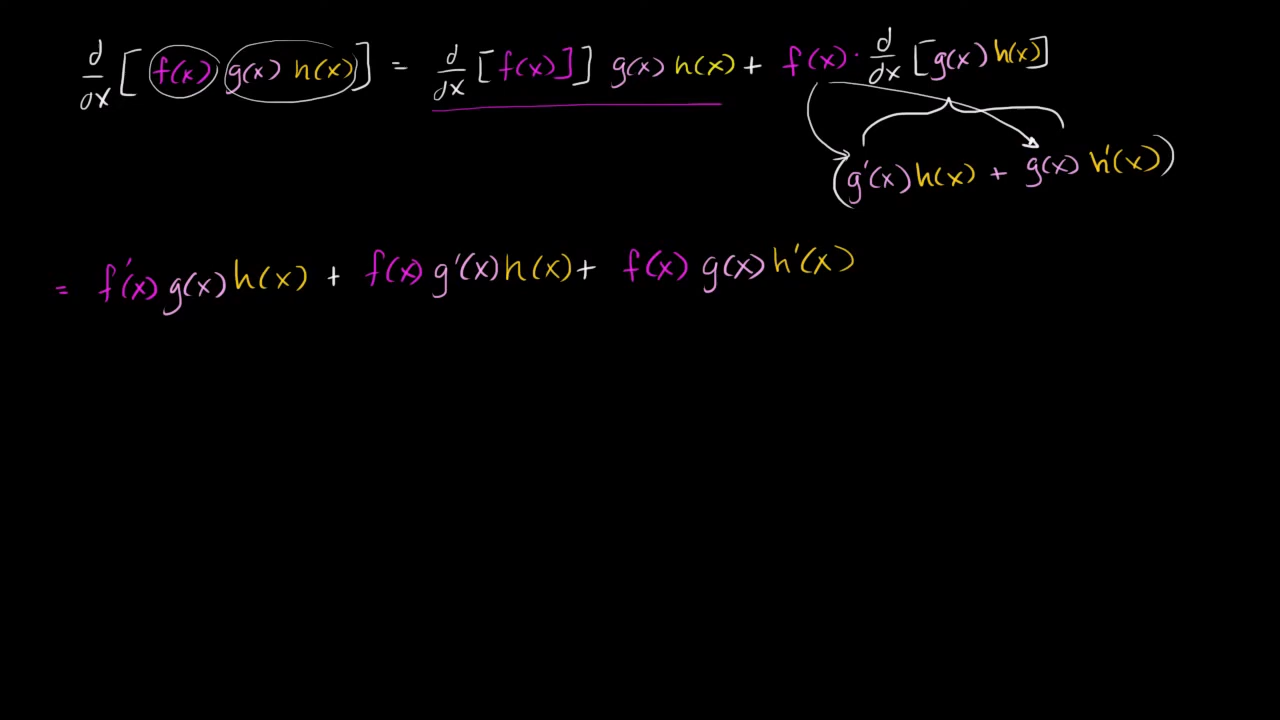 d/dx [f(x) g(x) h(x)] = d/dx [f(x)]] g(x) h(x) + f(x) · d/dx [g(x) h(x)]
(g'(x) h(x) + g(x) h'(x))
= f'(x) g(x) h(x) + f(x) g'(x) h(x) + f(x) g(x) h'(x)